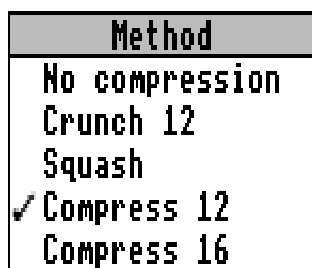 Method
No compression
Crunch 12
Squash
✓Compress 12
Compress 16